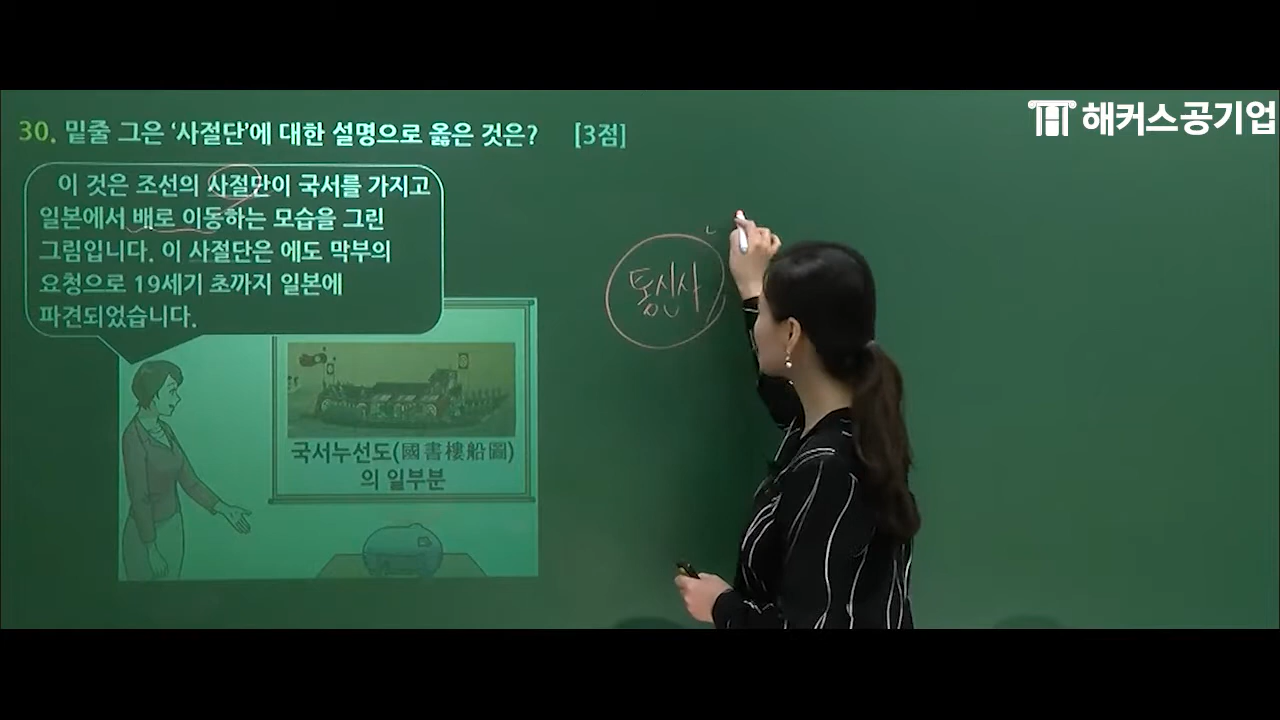 해커스공기업
30. 밑줄 그은 ‘사절단’에 대한 설명으로 옳은 것은? [3점]
이 것은 조선의 사절단이 국서를 가지고
일본에서 배로 이동하는 모습을 그린
그림입니다. 이 사절단은 에도 막부의
요청으로 19세기 초까지 일본에
파견되었습니다.
통신사
국서누선도(國書樓船圖)
의 일부분